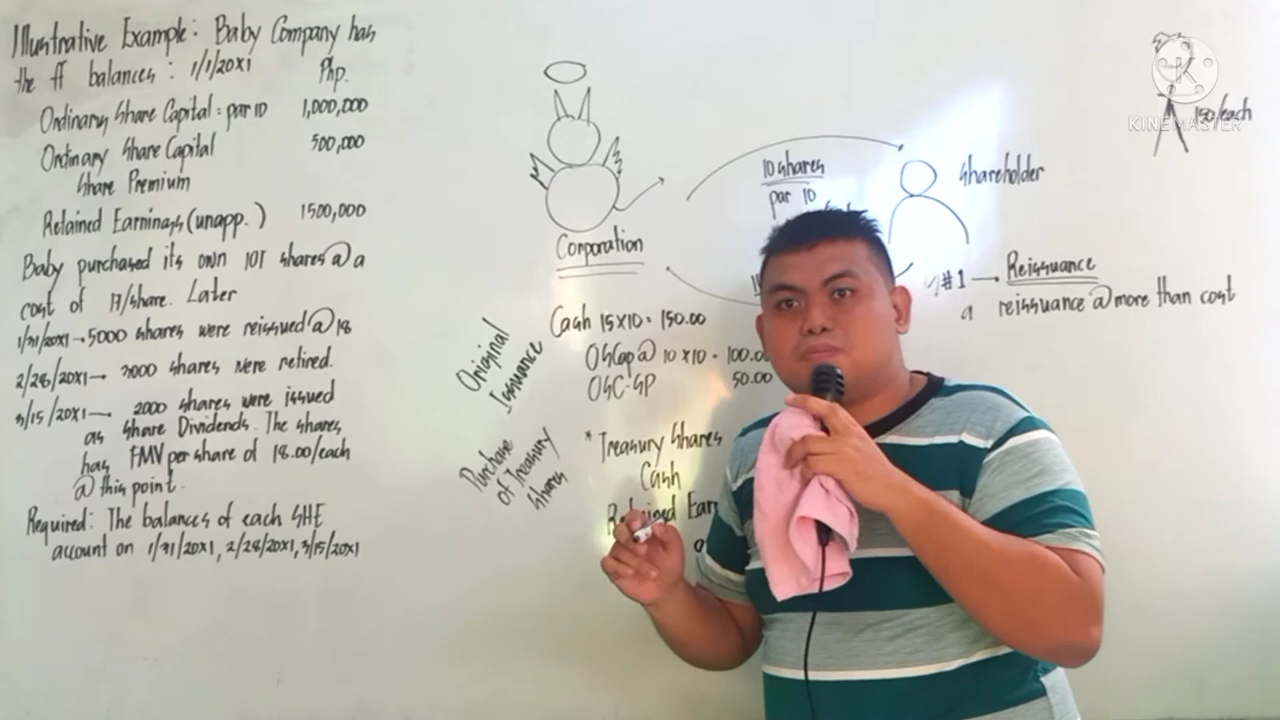 Illustrative Example: Baby Company has
the ff balances: 1/1/20x1 Php.
Ordinary Share Capital = par 10 1,000,000
Ordinary Share Capital 500,000
Share Premium
Retained Earnings (unapp.) 1500,000
Baby purchased its own 10T shares @ a
cost of 17/share. Later
1/31/20x1 → 5000 shares were reissued @ 18
2/28/20x1 → 3000 shares were retired.
3/15/20x1 → 2000 shares were issued
as Share Dividends. The shares
has FMV per share of 18.00/each
@ this point.
Required: The balances of each SHE
account on 1/31/20x1, 2/28/20x1, 3/15/20x1
Corporation
10 shares
par 10
Shareholder
Original
Issuance
Cash 15x10 = 150.00
OSCap @ 10 x 10 =
OSC-SP 50.00
Purchase
of Treasury
Shares
* Treasury Shares
Cash
#1 → Reissuance
a reissuance @ more than cost
150/each
K
KINEMASTER